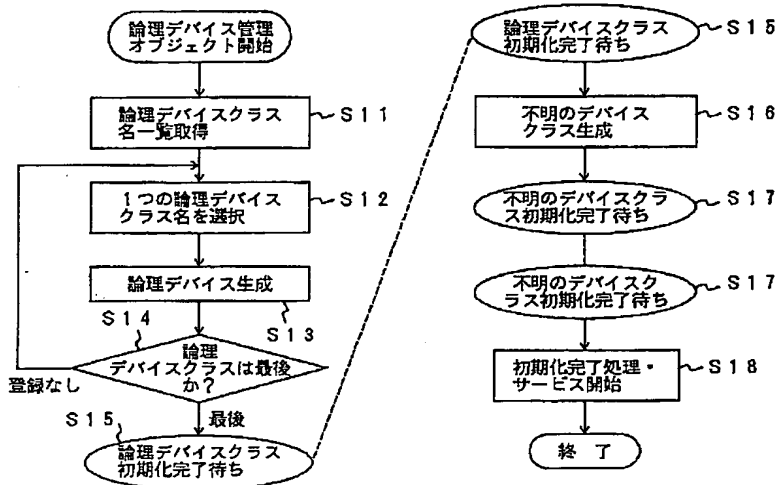 論理デバイス管理
オブジェクト開始
論理デバイスクラス
名一覧取得
S11
1つの論理デバイス
クラス名を選択
S12
論理デバイス生成
S13
S14
論理
デバイスクラスは最後
か？
登録なし
最後
S15
論理デバイスクラス
初期化完了待ち
論理デバイスクラス
初期化完了待ち
S15
不明のデバイス
クラス生成
S16
不明のデバイスクラ
ス初期化完了待ち
S17
不明のデバイスク
ラス初期化完了待ち
S17
初期化完了処理・
サービス開始
S18
終了